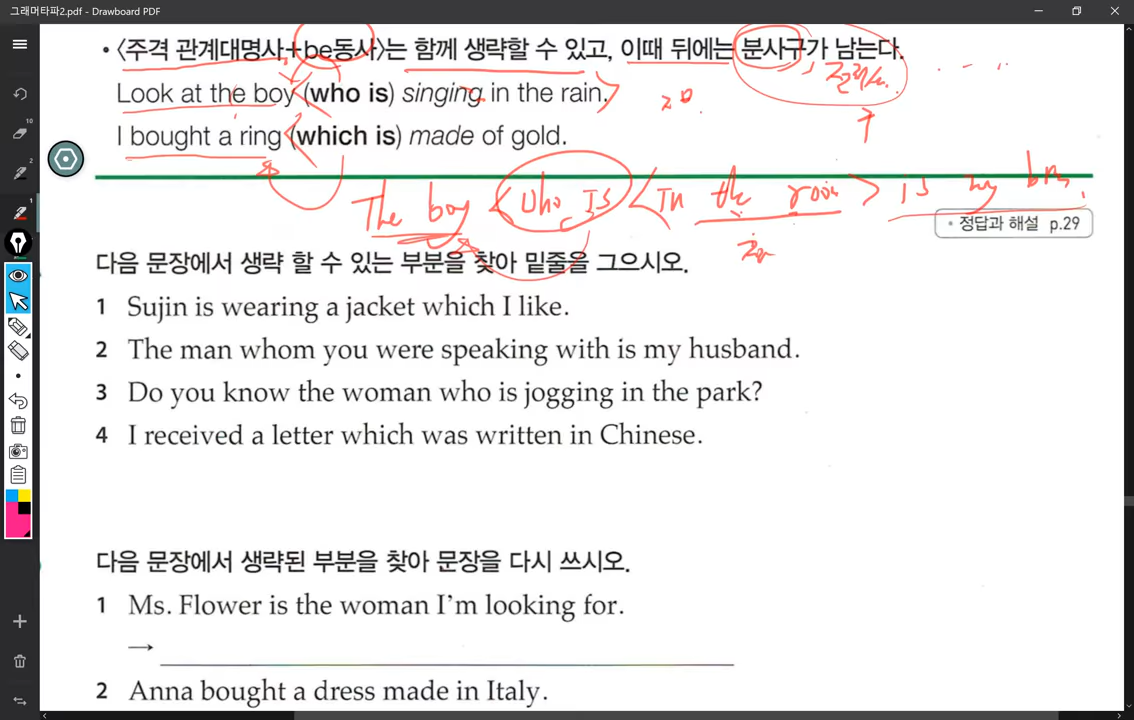 그래머타파2.pdf - Drawboard PDF
• 〈주격 관계대명사+be동사〉는 함께 생략할 수 있고, 이때 뒤에는 분사구가 남는다.
Look at the boy (who is) singing in the rain.
I bought a ring (which is) made of gold.
The boy <who is <In the room> is my
• 정답과 해설 p.29
다음 문장에서 생략 할 수 있는 부분을 찾아 밑줄을 그으시오.
1 Sujin is wearing a jacket which I like.
2 The man whom you were speaking with is my husband.
3 Do you know the woman who is jogging in the park?
4 I received a letter which was written in Chinese.
다음 문장에서 생략된 부분을 찾아 문장을 다시 쓰시오.
1 Ms. Flower is the woman I'm looking for.
→
2 Anna bought a dress made in Italy.
10
2
1